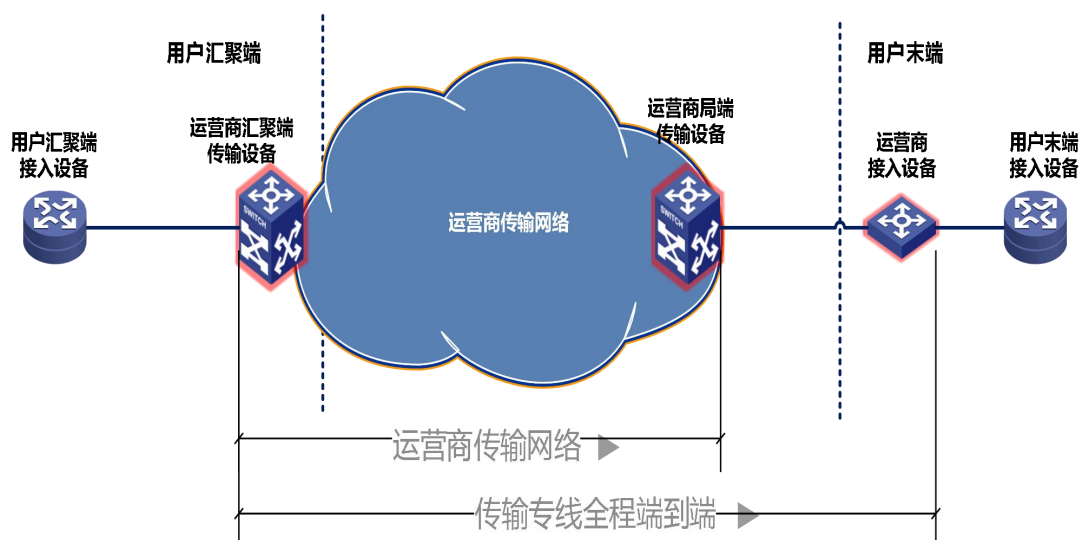 用户汇聚端
用户末端
运营商汇聚端
传输设备
运营商局端
传输设备
用户汇聚端
接入设备
运营商
接入设备
用户末端
接入设备
SWITCH
运营商传输网络
SWITCH
运营商传输网络
传输专线全程端到端